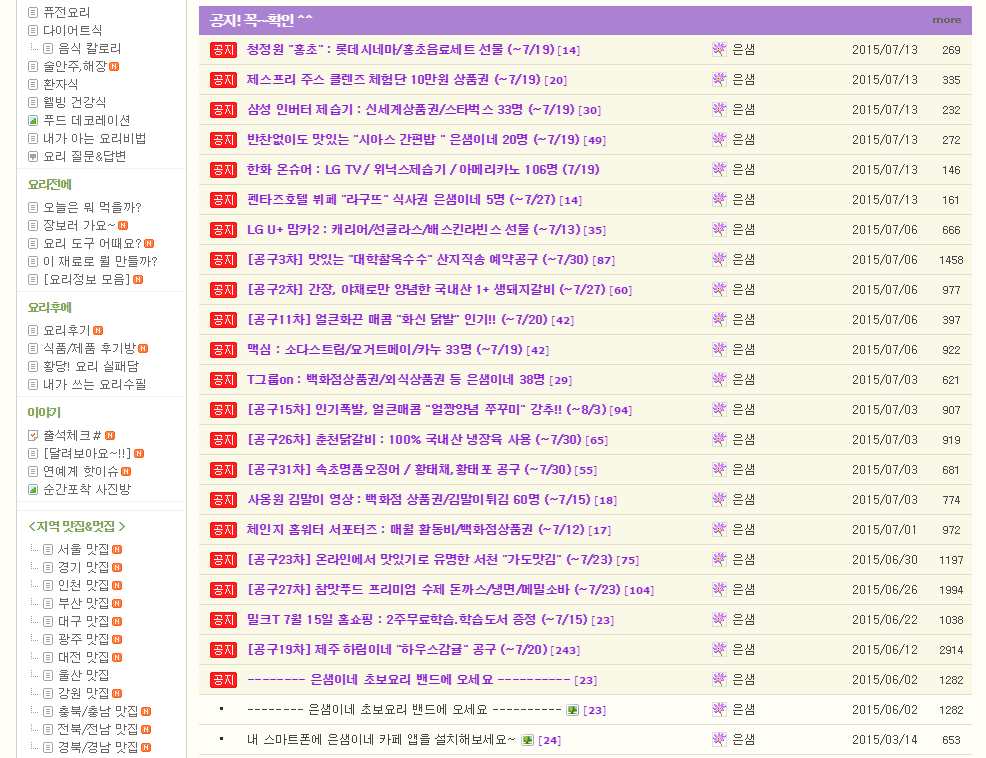 퓨전요리
다이어트식
음식 칼로리
술안주,해장 N
환자식
웰빙 건강식
푸드 데코레이션
내가 아는 요리비법
요리 질문&답변
요리전에
오늘은 뭐 먹을까?
장보러 가요~ N
요리 도구 어때요? N
이 재료로 뭘 만들까?
[요리정보 모음] N
요리후에
요리후기 N
식품/제품 후기방 N
황당! 요리 실패담
내가 쓰는 요리수필
이야기
출석체크 # N
[달려보아요~!!] N
연예계 핫이슈 N
순간포착 사진방
<지역 맛집&멋집 >
서울 맛집 N
경기 맛집 N
인천 맛집 N
부산 맛집 N
대구 맛집 N
광주 맛집 N
대전 맛집 N
울산 맛집
강원 맛집 N
충북/충남 맛집 N
전북/전남 맛집 N
경북/경남 맛집 N
공지! 꼭~확인 ^^ more
공지 청정원 "홍초" : 롯데시네마/홍초음료세트 선물 (~7/19) [14] 은샘 2015/07/13 269
공지 제스프리 주스 클렌즈 체험단 10만원 상품권 (~7/19) [20] 은샘 2015/07/13 335
공지 삼성 인버터 제습기 : 신세계상품권/스타벅스 33명 (~7/19) [30] 은샘 2015/07/13 232
공지 반찬없이도 맛있는 "시아스 간편밥 " 은샘이네 20명 (~7/19) [49] 은샘 2015/07/13 272
공지 한화 온슈어 : LG TV / 위닉스제습기 / 아메리카노 106명 (7/19) 은샘 2015/07/13 146
공지 펜타즈호텔 뷔페 "라구뜨" 식사권 은샘이네 5명 (~7/27) [14] 은샘 2015/07/13 161
공지 LG U+ 맘카2 : 캐리어/선글라스/배스킨라빈스 선물 (~7/13) [35] 은샘 2015/07/06 666
공지 [공구3차] 맛있는 "대학찰옥수수" 산지직송 예약공구 (~7/30) [87] 은샘 2015/07/06 1458
공지 [공구2차] 간장, 야채로만 양념한 국내산 1+ 생돼지갈비 (~7/27) [60] 은샘 2015/07/06 977
공지 [공구11차] 얼큰화끈 매콤 "화신 닭발" 인기!! (~7/20) [42] 은샘 2015/07/06 397
공지 맥심 : 소다스트림/요거트메이/카누 33명 (~7/19) [42] 은샘 2015/07/06 922
공지 T그룹on : 백화점상품권/외식상품권 등 은샘이네 38명 [29] 은샘 2015/07/03 621
공지 [공구15차] 인기폭발, 얼큰매콤 "얼짱양념 쭈꾸미" 강추!! (~8/3) [94] 은샘 2015/07/03 907
공지 [공구26차] 춘천닭갈비 : 100% 국내산 냉장육 사용 (~7/30) [65] 은샘 2015/07/03 919
공지 [공구31차] 속초명품오징어 / 황태채,황태포 공구 (~7/30) [55] 은샘 2015/07/03 681
공지 사옹원 김말이 영상 : 백화점 상품권/김말이튀김 60명 (~7/15) [18] 은샘 2015/07/03 774
공지 체인지 홈워터 서포터즈 : 매월 활동비/백화점상품권 (~7/12) [17] 은샘 2015/07/01 972
공지 [공구23차] 온라인에서 맛있기로 유명한 서천 "가도맛김" (~7/23) [75] 은샘 2015/06/30 1197
공지 [공구27차] 참맛푸드 프리미엄 수제 돈까스/냉면/메밀소바 (~7/23) [104] 은샘 2015/06/26 1994
공지 밀크T 7월 15일 홈쇼핑 : 2주무료학습.학습도서 증정 (~7/15) [23] 은샘 2015/06/22 1038
공지 [공구19차] 제주 하림이네 "하우스감귤" 공구 (~7/20) [243] 은샘 2015/06/12 2914
공지 -------- 은샘이네 초보요리 밴드에 오세요 ---------- [23] 은샘 2015/06/02 1282
· -------- 은샘이네 초보요리 밴드에 오세요 ---------- [23] 은샘 2015/06/02 1282
· 내 스마트폰에 은샘이네 카페 앱을 설치해보세요~ [24] 은샘 2015/03/14 653